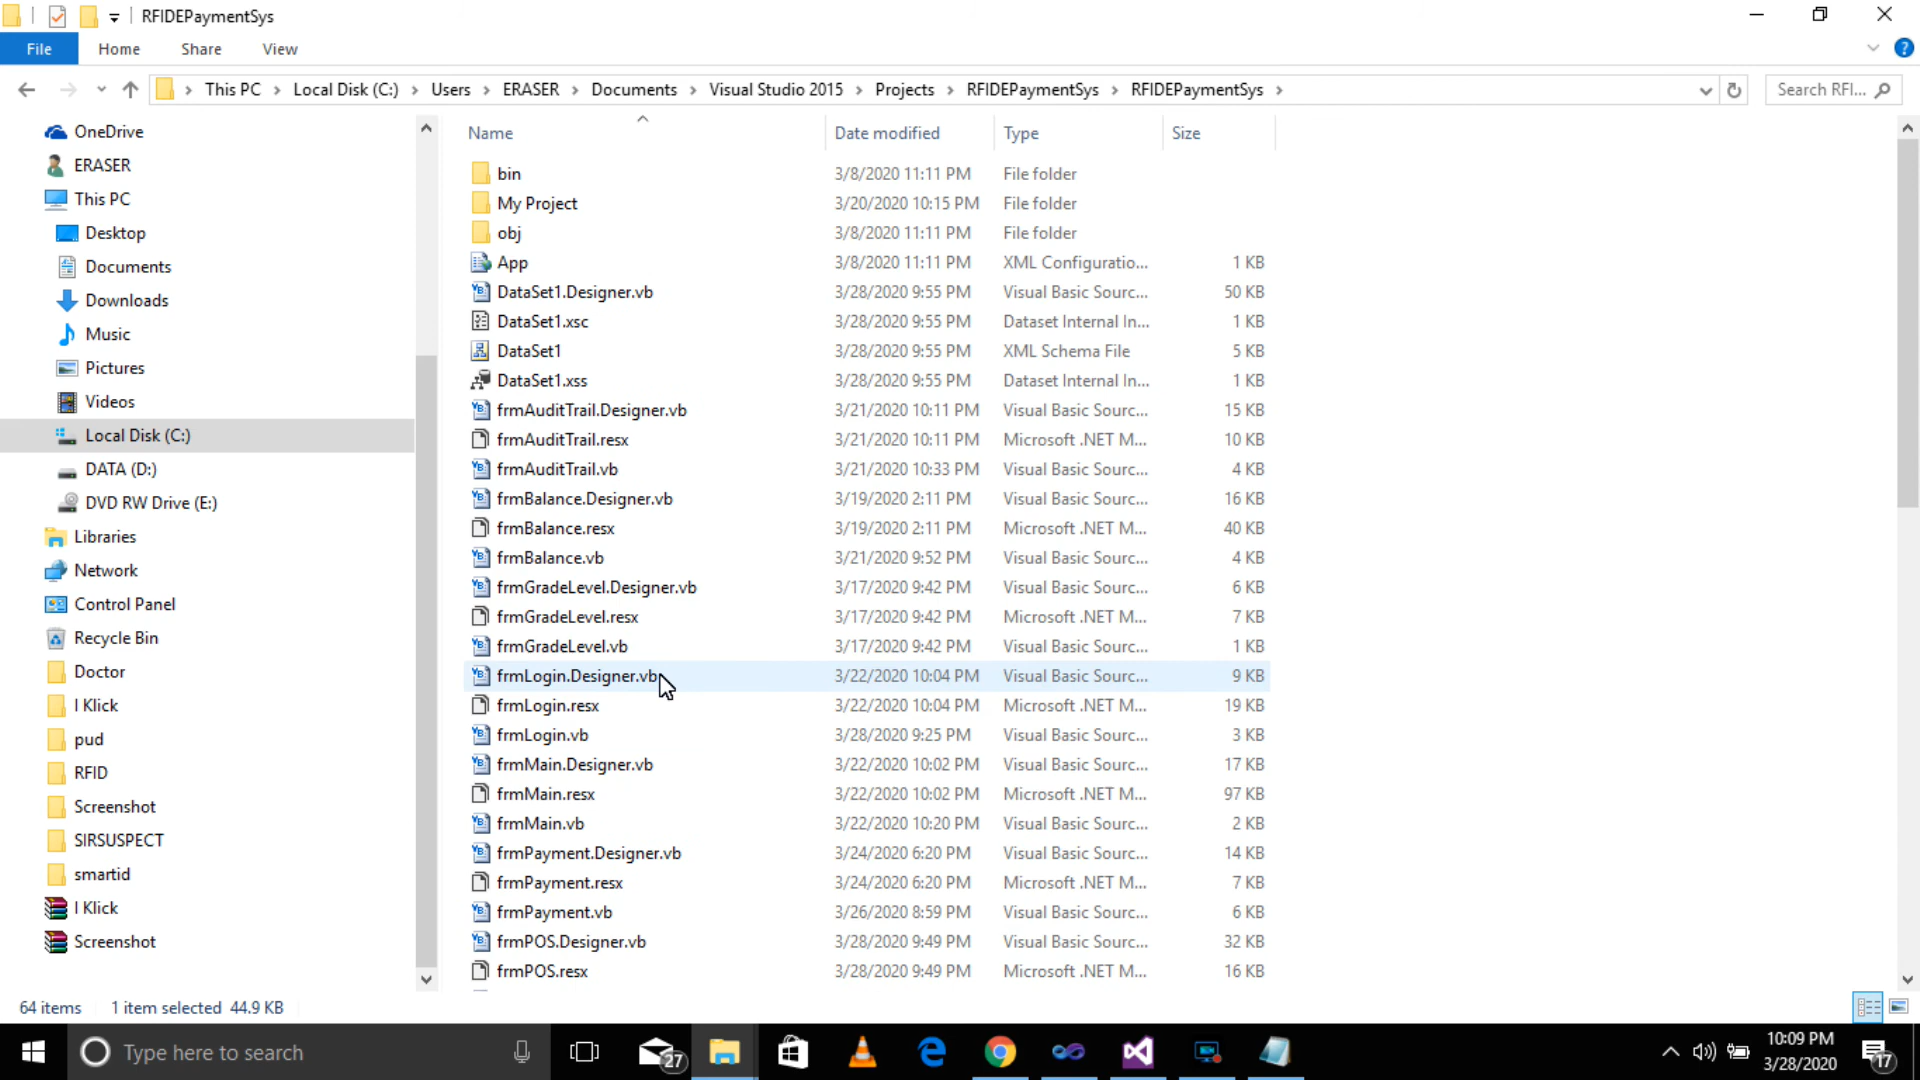 RFIDEPaymentSys
File Home Share View
This PC Local Disk (C:) Users ERASER Documents Visual Studio 2015 Projects RFIDEPaymentSys RFIDEPaymentSys Search RFI...
OneDrive
ERASER
This PC
Desktop
Documents
Downloads
Music
Pictures
Videos
Local Disk (C:)
DATA (D:)
DVD RW Drive (E:)
Libraries
Network
Control Panel
Recycle Bin
Doctor
I Klick
pud
RFID
Screenshot
SIRSUSPECT
smartid
I Klick
Screenshot
Name Date modified Type Size
bin 3/8/2020 11:11 PM File folder
My Project 3/20/2020 10:15 PM File folder
obj 3/8/2020 11:11 PM File folder
App 3/8/2020 11:11 PM XML Configuratio... 1 KB
DataSet1.Designer.vb 3/28/2020 9:55 PM Visual Basic Sourc... 50 KB
DataSet1.xsc 3/28/2020 9:55 PM Dataset Internal In... 1 KB
DataSet1 3/28/2020 9:55 PM XML Schema File 5 KB
DataSet1.xss 3/28/2020 9:55 PM Dataset Internal In... 1 KB
frmAuditTrail.Designer.vb 3/21/2020 10:11 PM Visual Basic Sourc... 15 KB
frmAuditTrail.resx 3/21/2020 10:11 PM Microsoft .NET M... 10 KB
frmAuditTrail.vb 3/21/2020 10:33 PM Visual Basic Sourc... 4 KB
frmBalance.Designer.vb 3/19/2020 2:11 PM Visual Basic Sourc... 16 KB
frmBalance.resx 3/19/2020 2:11 PM Microsoft .NET M... 40 KB
frmBalance.vb 3/21/2020 9:52 PM Visual Basic Sourc... 4 KB
frmGradeLevel.Designer.vb 3/17/2020 9:42 PM Visual Basic Sourc... 6 KB
frmGradeLevel.resx 3/17/2020 9:42 PM Microsoft .NET M... 7 KB
frmGradeLevel.vb 3/17/2020 9:42 PM Visual Basic Sourc... 1 KB
frmLogin.Designer.vb 3/22/2020 10:04 PM Visual Basic Sourc... 9 KB
frmLogin.resx 3/22/2020 10:04 PM Microsoft .NET M... 19 KB
frmLogin.vb 3/28/2020 9:25 PM Visual Basic Sourc... 3 KB
frmMain.Designer.vb 3/22/2020 10:02 PM Visual Basic Sourc... 17 KB
frmMain.resx 3/22/2020 10:02 PM Microsoft .NET M... 97 KB
frmMain.vb 3/22/2020 10:20 PM Visual Basic Sourc... 2 KB
frmPayment.Designer.vb 3/24/2020 6:20 PM Visual Basic Sourc... 14 KB
frmPayment.resx 3/24/2020 6:20 PM Microsoft .NET M... 7 KB
frmPayment.vb 3/26/2020 8:59 PM Visual Basic Sourc... 6 KB
frmPOS.Designer.vb 3/28/2020 9:49 PM Visual Basic Sourc... 32 KB
frmPOS.resx 3/28/2020 9:49 PM Microsoft .NET M... 16 KB
64 items 1 item selected 44.9 KB
Type here to search 27 10:09 PM
3/28/2020 17